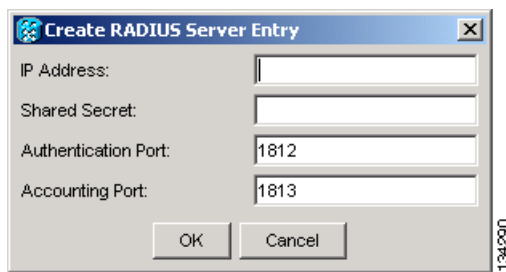 Create RADIUS Server Entry
IP Address:
Shared Secret:
Authentication Port: 1812
Accounting Port: 1813
OK Cancel
134290